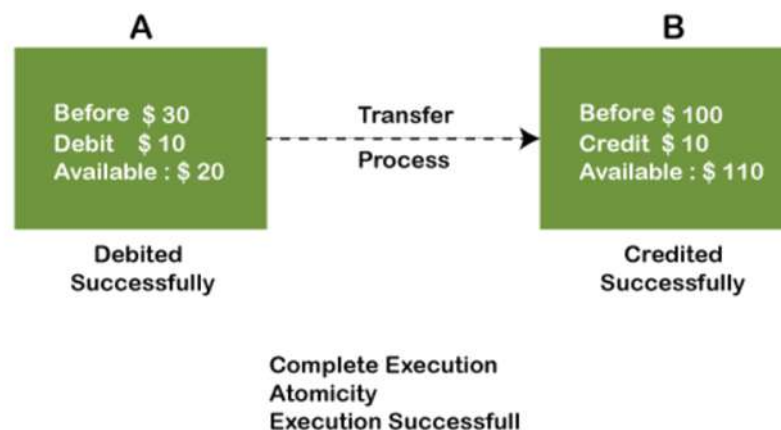 A
B
Before $ 30
Debit $ 10
Available : $ 20
Transfer
Process
Before $ 100
Credit $ 10
Available : $ 110
Debited
Successfully
Credited
Successfully
Complete Execution
Atomicity
Execution Successfull